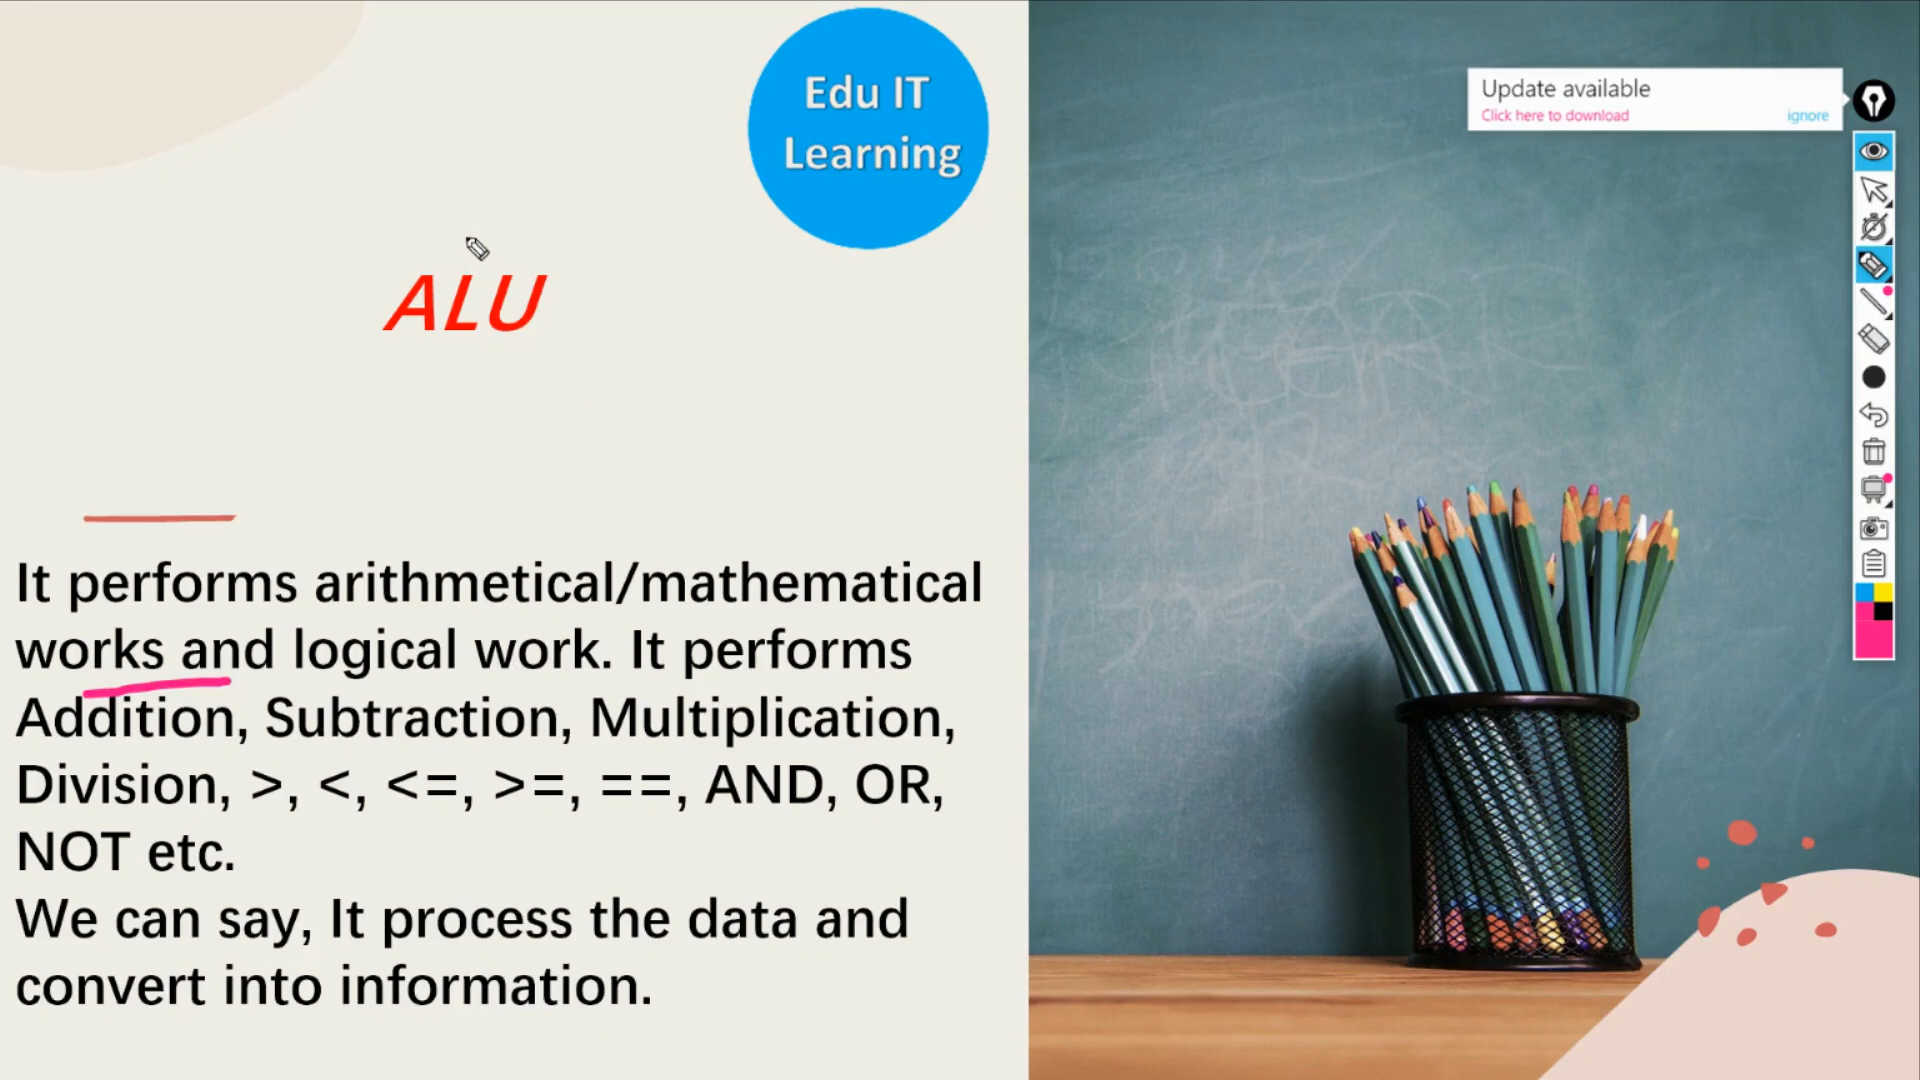 Edu IT
Learning
Update available
Click here to download
ignore
ALU
It performs arithmetical/mathematical
works and logical work. It performs
Addition, Subtraction, Multiplication,
Division, >, <, <=, >=, ==, AND, OR,
NOT etc.
We can say, It process the data and
convert into information.